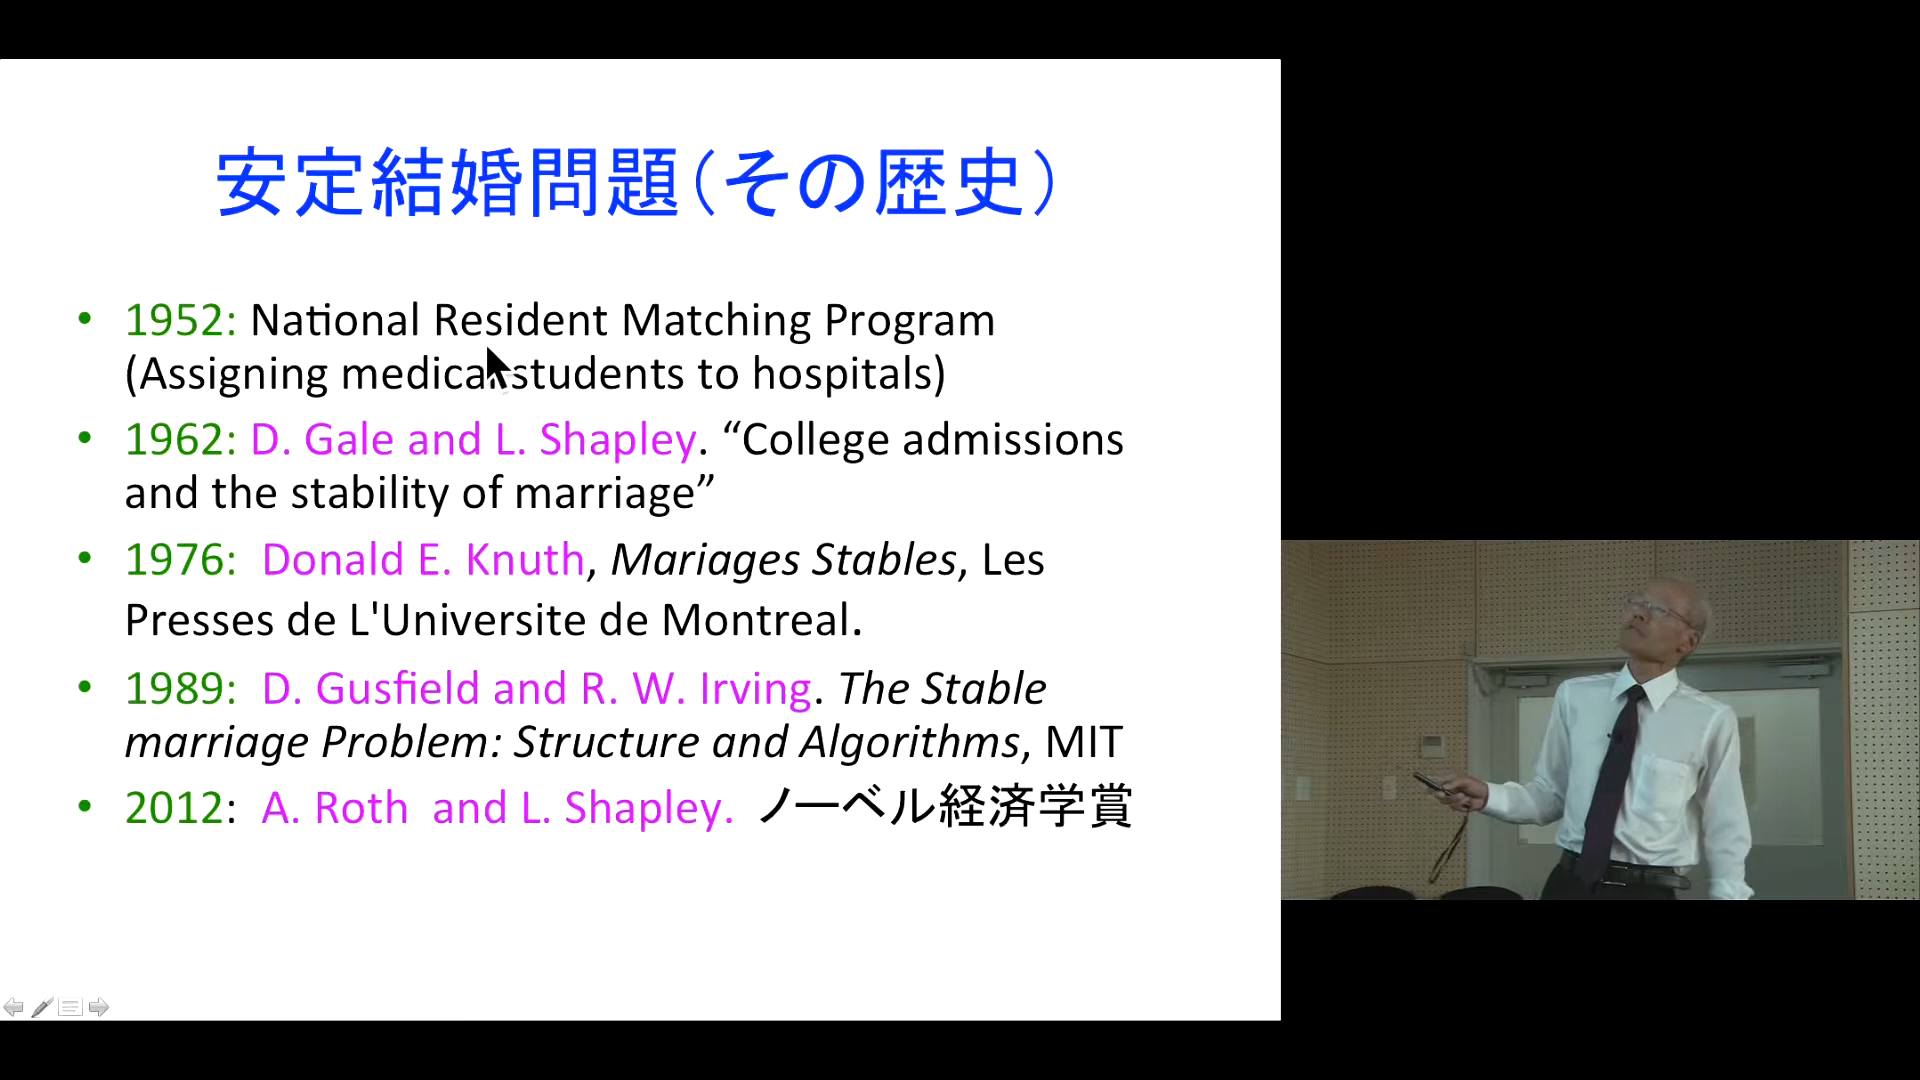 安定結婚問題（その歴史）
• 1952: National Resident Matching Program
(Assigning medical students to hospitals)
• 1962: D. Gale and L. Shapley. “College admissions
and the stability of marriage”
• 1976: Donald E. Knuth, Mariages Stables, Les
Presses de L'Universite de Montreal.
• 1989: D. Gusfield and R. W. Irving. The Stable
marriage Problem: Structure and Algorithms, MIT
• 2012: A. Roth and L. Shapley. ノーベル経済学賞